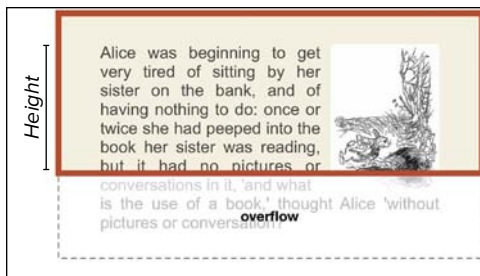 Height
Alice was beginning to get
very tired of sitting by her
sister on the bank, and of
having nothing to do: once or
twice she had peeped into the
book her sister was reading,
but it had no pictures or
conversations in it, 'and what
is the use of a book,' thought Alice 'without
pictures or conversation?'
overflow